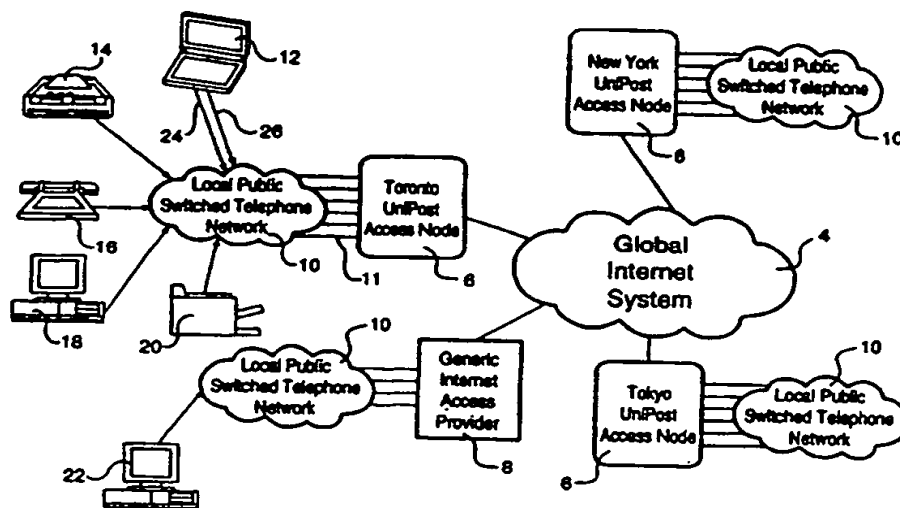 14
12
24
26
Local Public
Switched Telephone
Network
10
11
16
18
20
Toronto
UniPost
Access Node
6
New York
UniPost
Access Node
6
Local Public
Switched Telephone
Network
10
Global
Internet
System
4
10
Local Public
Switched Telephone
Network
22
Generic
Internet
Access
Provider
8
Tokyo
UniPost
Access Node
6
10
Local Public
Switched Telephone
Network